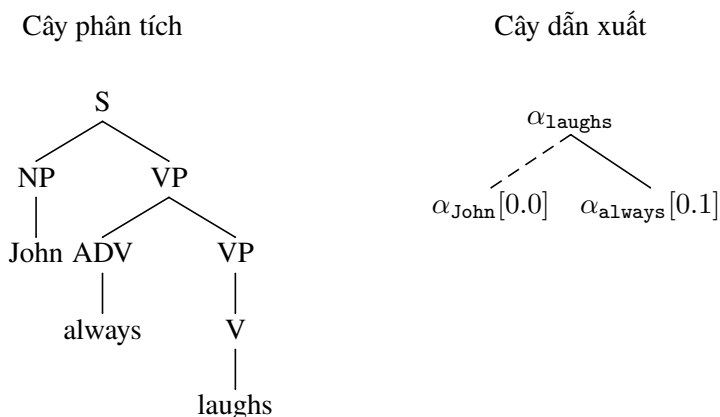 Cây phân tích Cây dẫn xuất
S
α_laughs
NP VP
α_John[0.0] α_always[0.1]
John ADV VP
always V
laughs